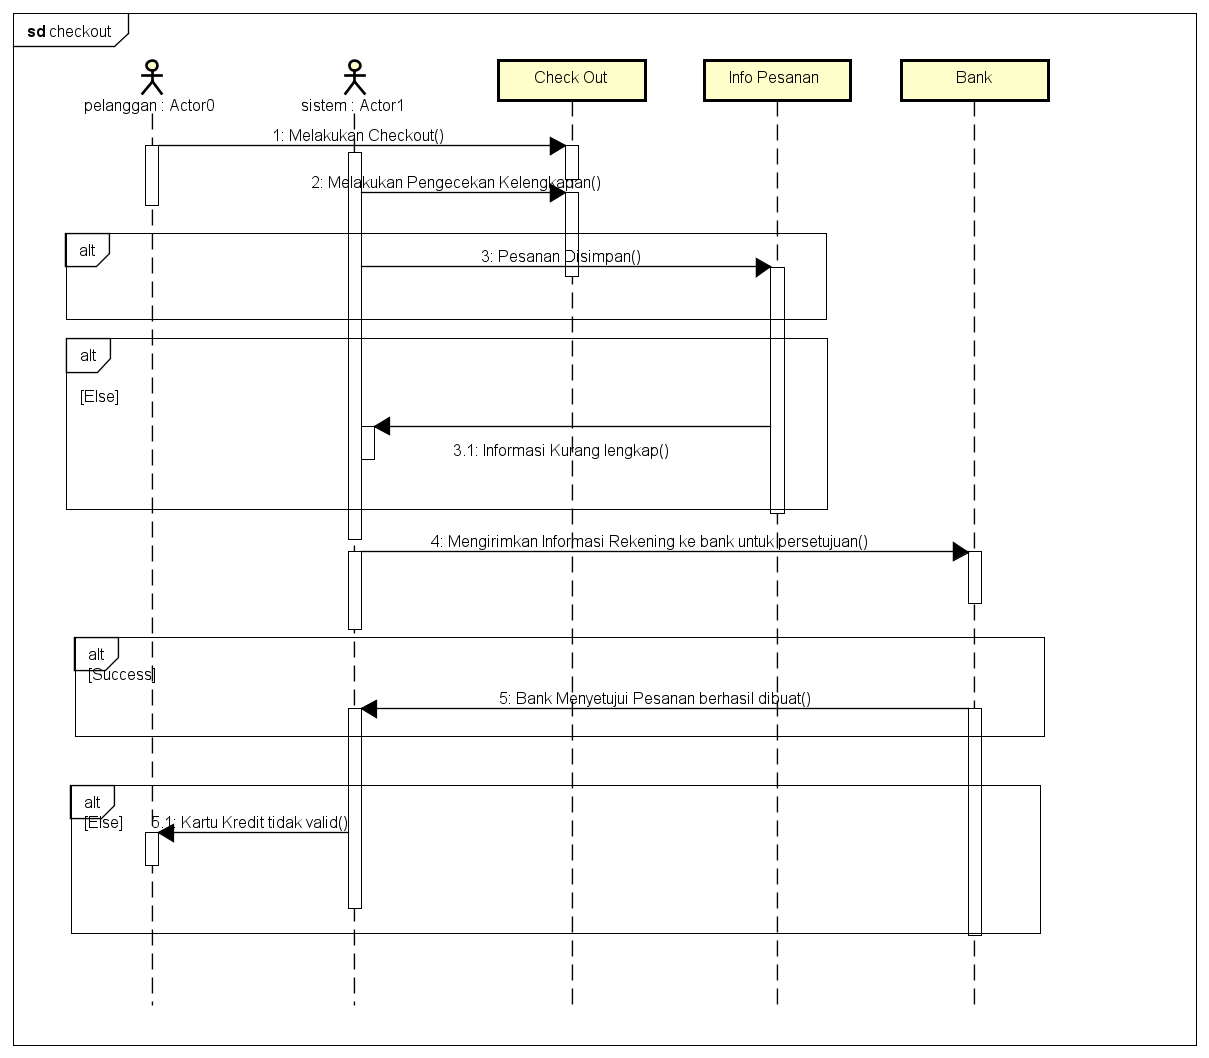 sd checkout
pelanggan : Actor0
sistem : Actor1
Check Out
Info Pesanan
Bank
1: Melakukan Checkout()
2: Melakukan Pengecekan Kelengkapan()
alt
3: Pesanan Disimpan()
alt
[Else]
3.1: Informasi Kurang lengkap()
4: Mengirimkan Informasi Rekening ke bank untuk persetujuan()
alt
[Success]
5: Bank Menyetujui Pesanan berhasil dibuat()
alt
[Else]
5.1: Kartu Kredit tidak valid()